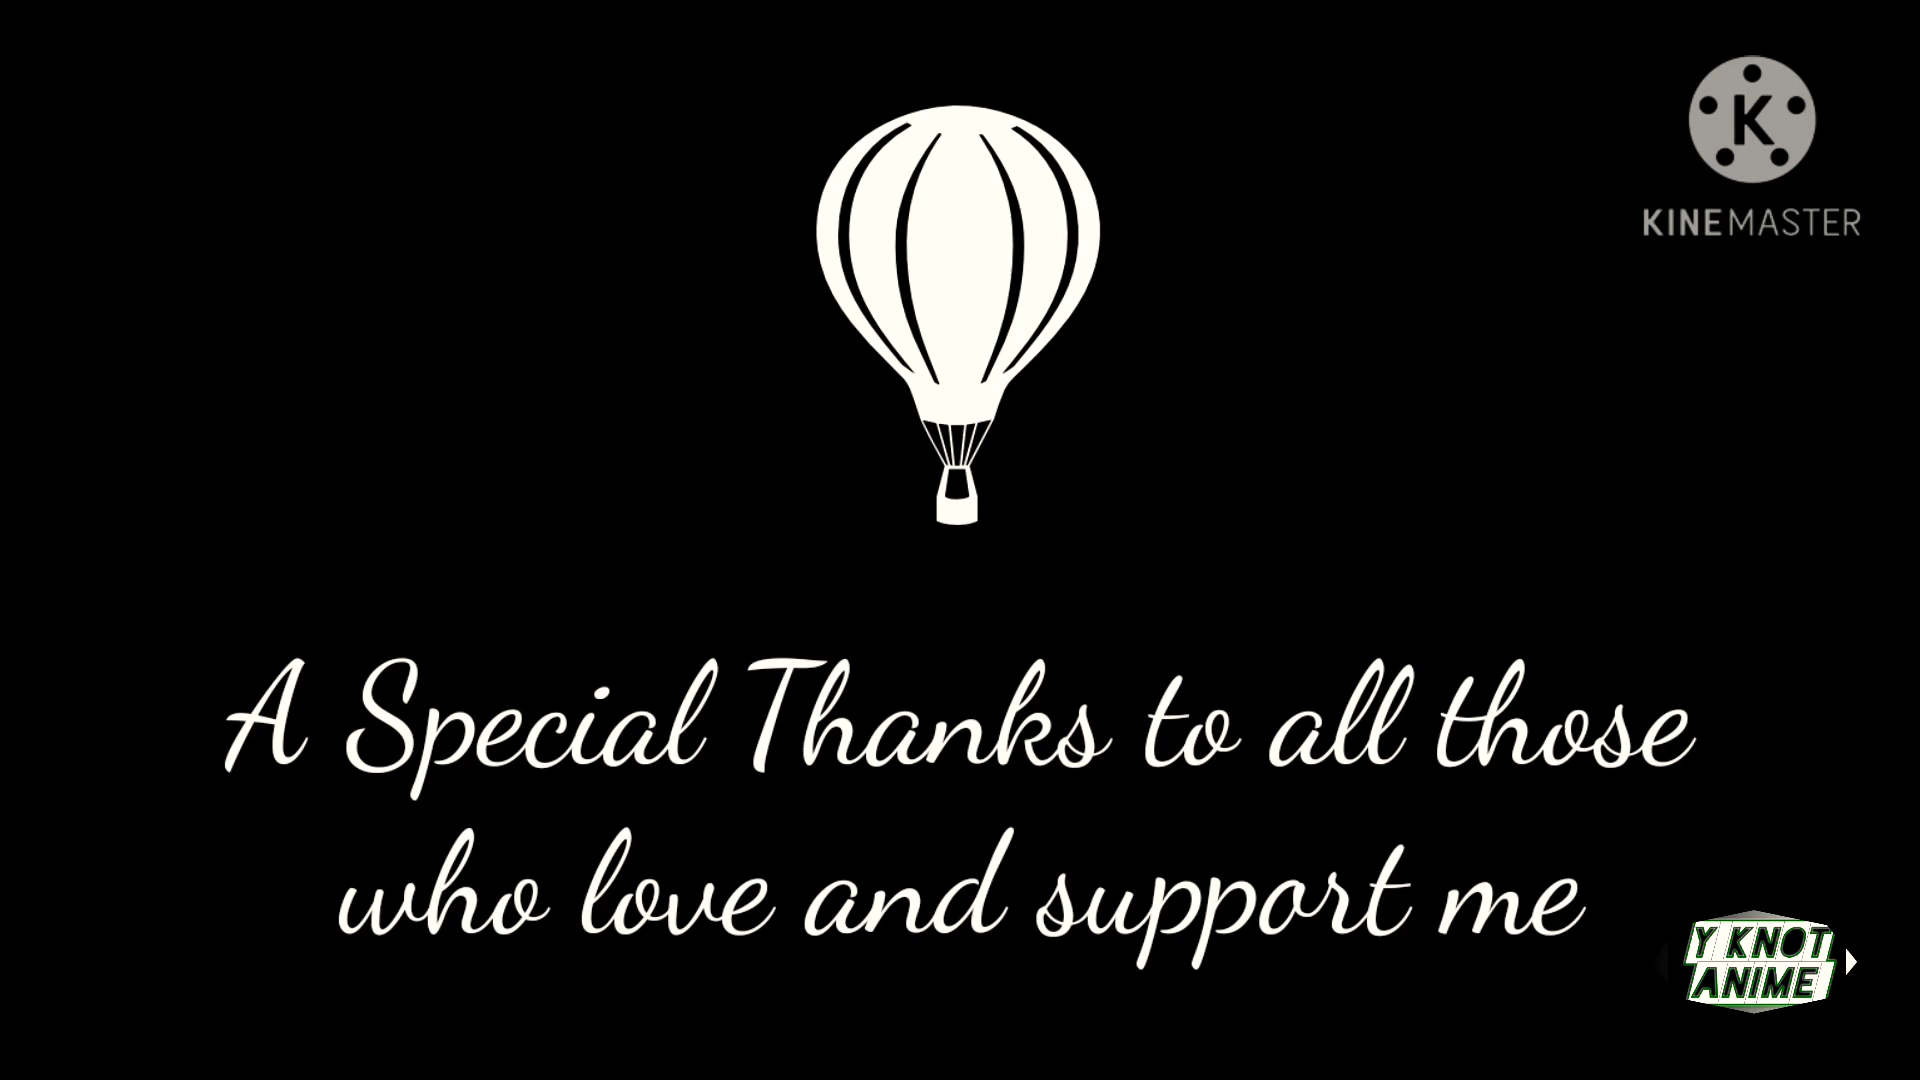 K
KINEMASTER
A Special Thanks to all those
who love and support me
Y KNOT
ANIME